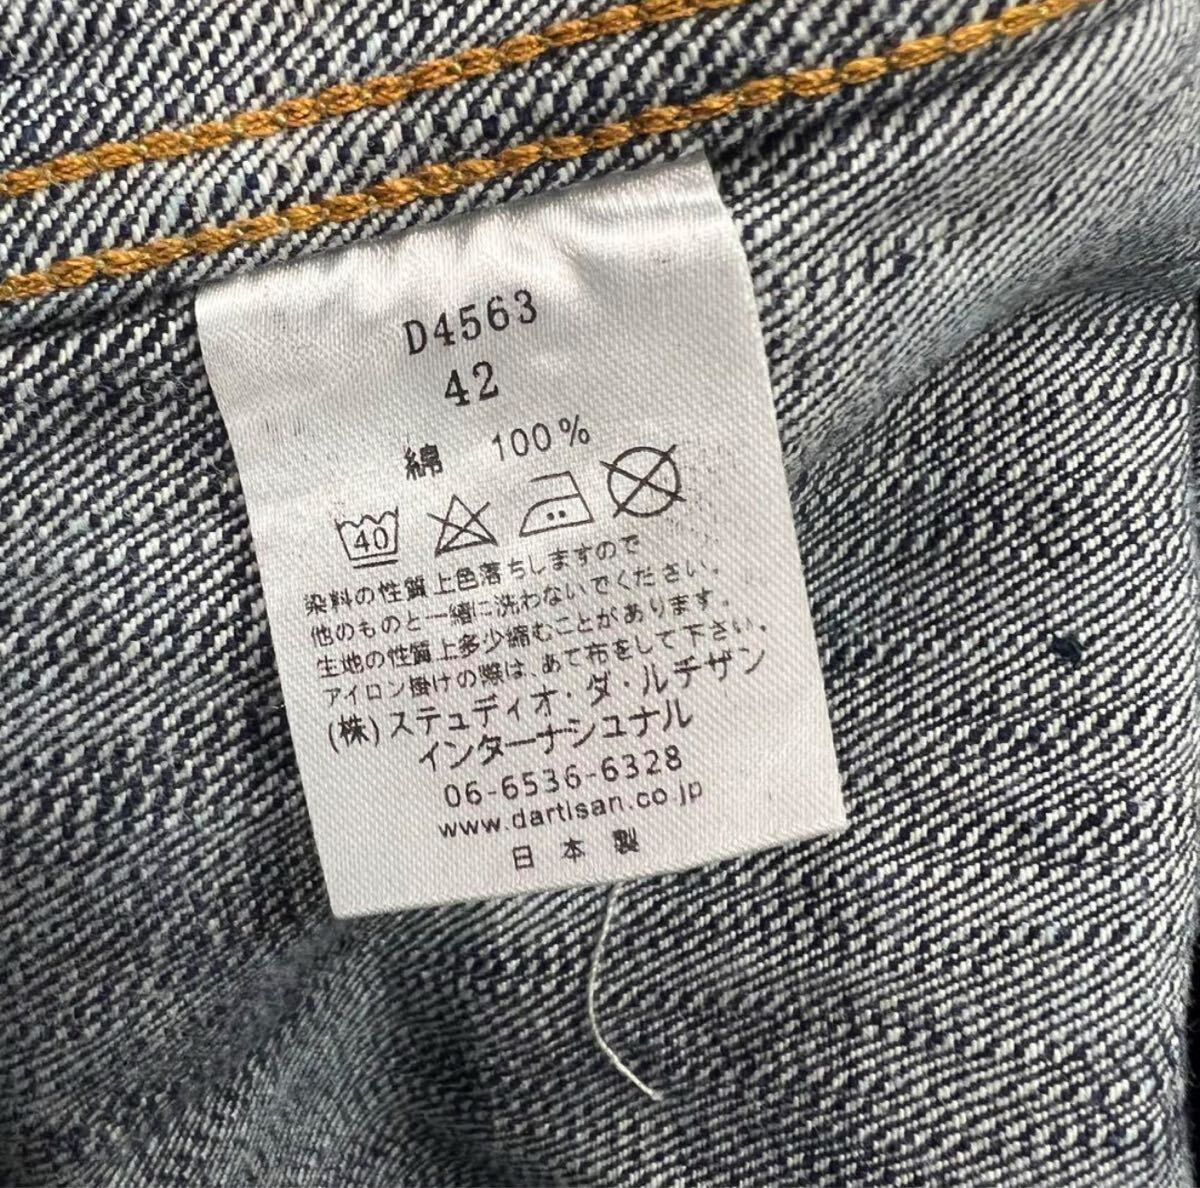 D4563
42
綿 100%
40
染料の性質上色落ちしますので
他のものと一緒に洗わないでください。
生地の性質上多少縮むことがあります。
アイロン掛けの際は、あて布をして下さい。
(株)ステュディオ・ダ・ルチザン
インターナショナル
06-6536-6328
www.dartisan.co.jp
日本製